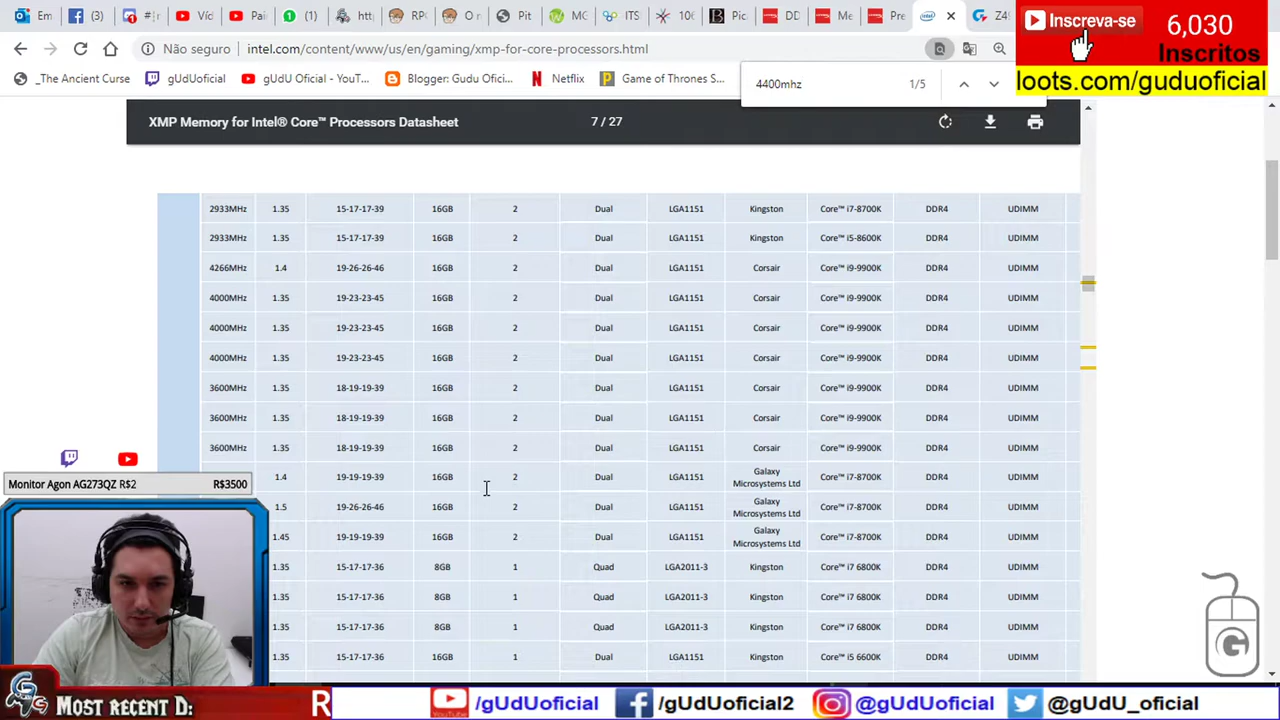 Em
(3)
#
Víc
Pai
(1)
htt
RPG
O n
Pit
MC
ITS
10(
Pic
DD
Me
Pre
Z4
Inscreva-se
6,030
Inscritos
loots.com/guduoficial
Não seguro | intel.com/content/www/us/en/gaming/xmp-for-core-processors.html
_The Ancient Curse
gUdUoficial
gUdU Oficial - YouT...
Blogger: Gudu Ofici...
Netflix
Game of Thrones S...
4400mhz 1/5
XMP Memory for Intel® Core™ Processors Datasheet 7 / 27
2933MHz 1.35 15-17-17-39 16GB 2 Dual LGA1151 Kingston Core™ i7-8700K DDR4 UDIMM
2933MHz 1.35 15-17-17-39 16GB 2 Dual LGA1151 Kingston Core™ i5-8600K DDR4 UDIMM
4266MHz 1.4 19-26-26-46 16GB 2 Dual LGA1151 Corsair Core™ i9-9900K DDR4 UDIMM
4000MHz 1.35 19-23-23-45 16GB 2 Dual LGA1151 Corsair Core™ i9-9900K DDR4 UDIMM
4000MHz 1.35 19-23-23-45 16GB 2 Dual LGA1151 Corsair Core™ i9-9900K DDR4 UDIMM
4000MHz 1.35 19-23-23-45 16GB 2 Dual LGA1151 Corsair Core™ i9-9900K DDR4 UDIMM
3600MHz 1.35 18-19-19-39 16GB 2 Dual LGA1151 Corsair Core™ i9-9900K DDR4 UDIMM
3600MHz 1.35 18-19-19-39 16GB 2 Dual LGA1151 Corsair Core™ i9-9900K DDR4 UDIMM
3600MHz 1.35 18-19-19-39 16GB 2 Dual LGA1151 Corsair Core™ i9-9900K DDR4 UDIMM
1.4 19-19-19-39 16GB 2 Dual LGA1151 Galaxy Microsystems Ltd Core™ i7-8700K DDR4 UDIMM
1.5 19-26-26-46 16GB 2 Dual LGA1151 Galaxy Microsystems Ltd Core™ i7-8700K DDR4 UDIMM
1.45 19-19-19-39 16GB 2 Dual LGA1151 Galaxy Microsystems Ltd Core™ i7-8700K DDR4 UDIMM
1.35 15-17-17-36 8GB 1 Quad LGA2011-3 Kingston Core™ i7 6800K DDR4 UDIMM
1.35 15-17-17-36 8GB 1 Quad LGA2011-3 Kingston Core™ i7 6800K DDR4 UDIMM
1.35 15-17-17-36 8GB 1 Quad LGA2011-3 Kingston Core™ i7 6800K DDR4 UDIMM
1.35 15-17-17-36 16GB 1 Dual LGA1151 Kingston Core™ i5 6600K DDR4 UDIMM
Monitor Agon AG273QZ R$2 R$3500
G
MOST RECENT D: R
/gUdUoficial
/gUdUoficial2
@gUdUoficial
@gUdU_oficial